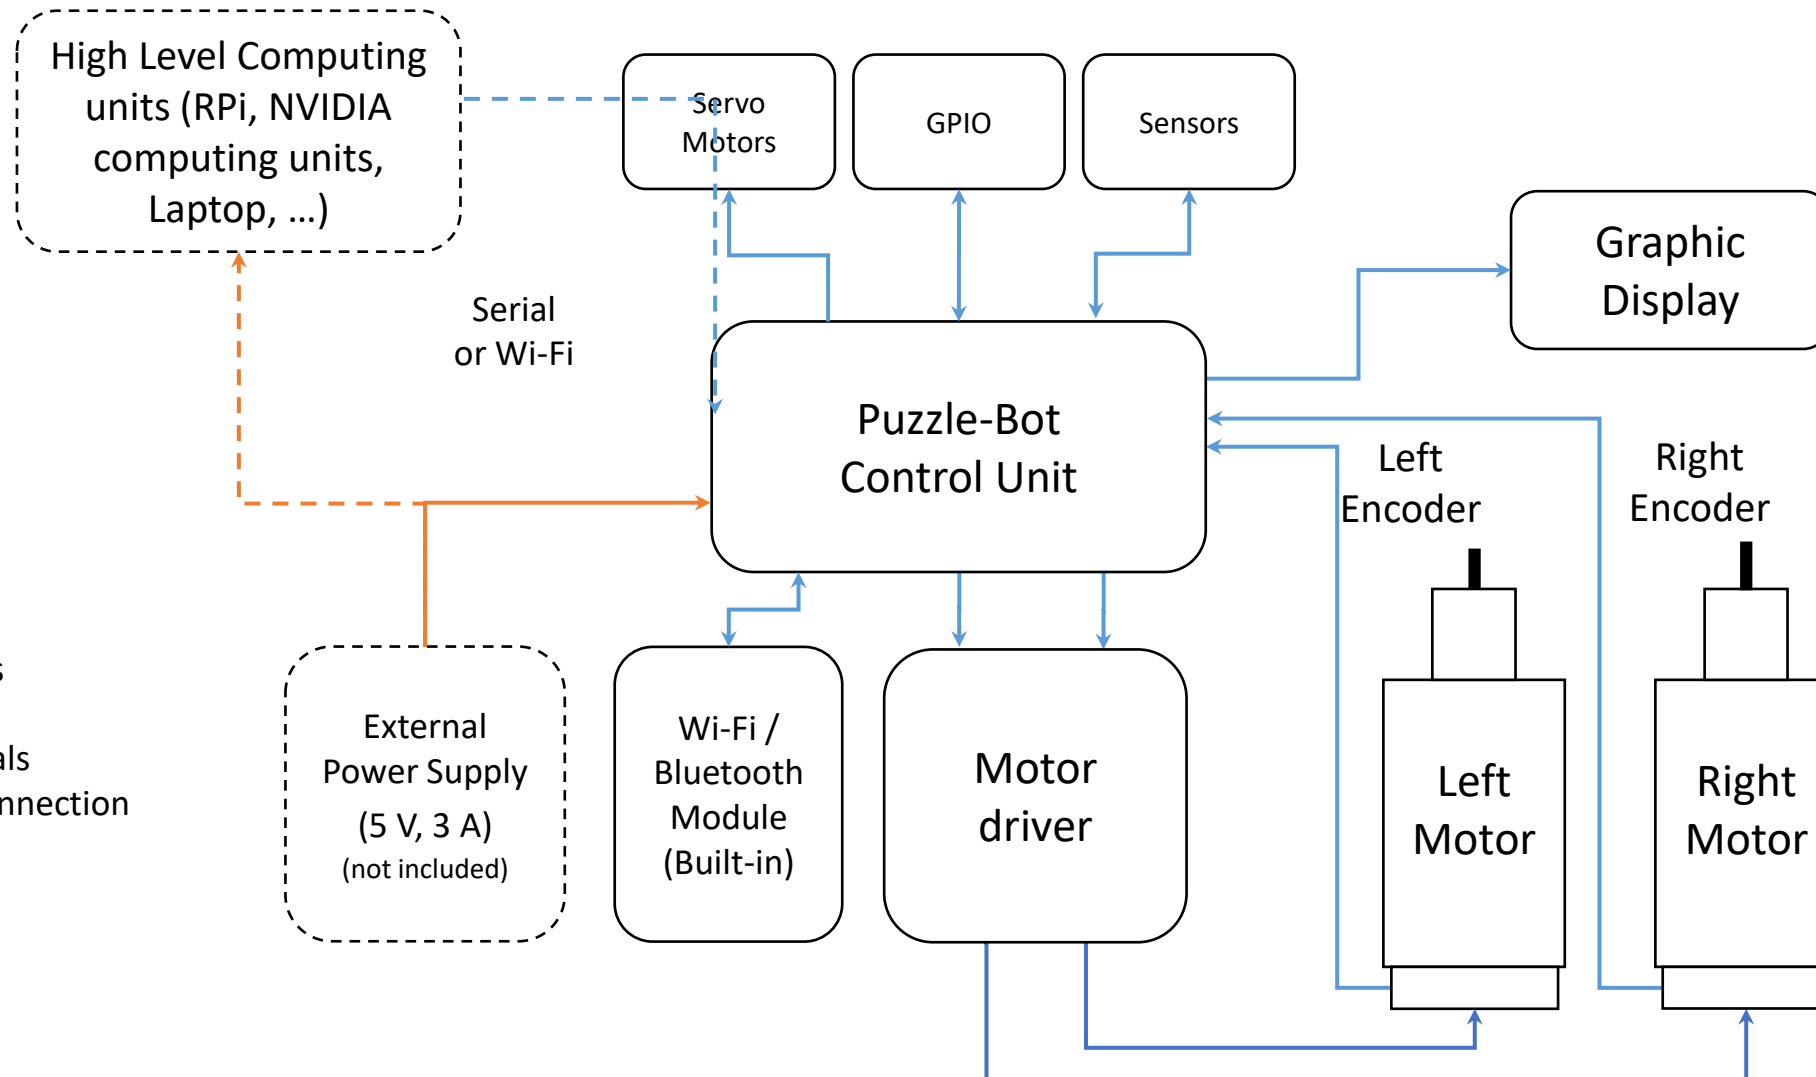 High Level Computing
units (RPi, NVIDIA
computing units,
Laptop, ...)
Servo
Motors
GPIO
Sensors
Graphic
Display
Serial
or Wi-Fi
Puzzle-Bot
Control Unit
Left
Encoder
Right
Encoder
External
Power Supply
(5 V, 3 A)
(not included)
Wi-Fi /
Bluetooth
Module
(Built-in)
Motor
driver
Left
Motor
Right
Motor